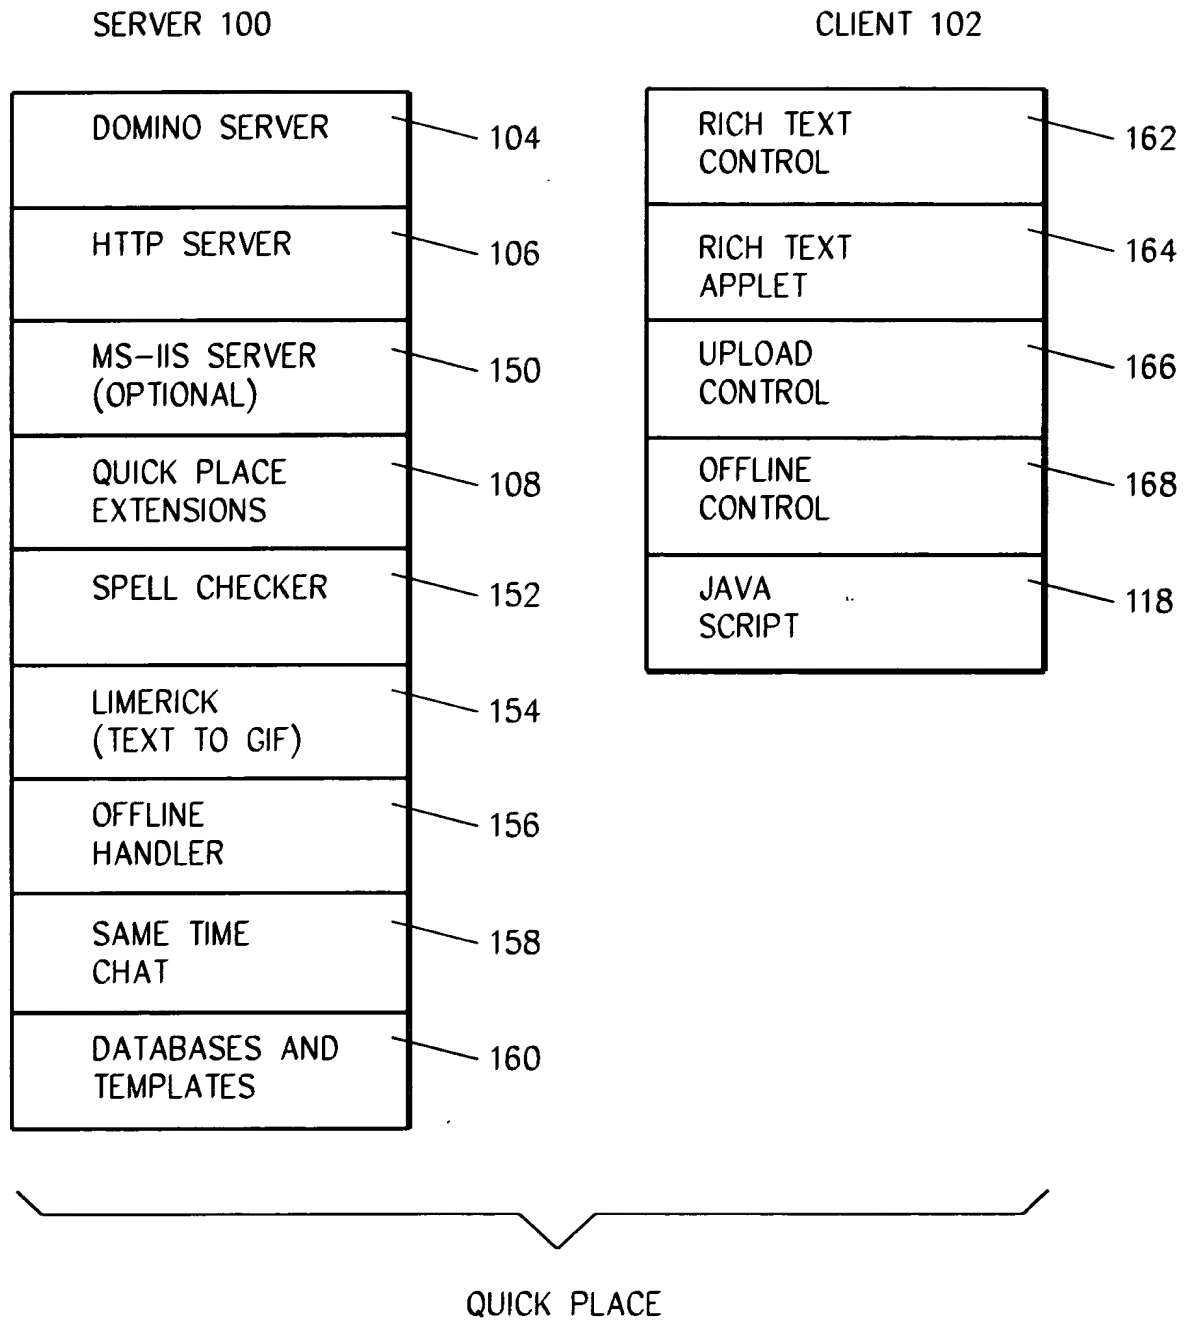 SERVER 100
DOMINO SERVER
104
HTTP SERVER
106
MS-IIS SERVER
(OPTIONAL)
150
QUICK PLACE
EXTENSIONS
108
SPELL CHECKER
152
LIMERICK
(TEXT TO GIF)
154
OFFLINE
HANDLER
156
SAME TIME
CHAT
158
DATABASES AND
TEMPLATES
160
CLIENT 102
RICH TEXT
CONTROL
162
RICH TEXT
APPLET
164
UPLOAD
CONTROL
166
OFFLINE
CONTROL
168
JAVA
SCRIPT
118
QUICK PLACE